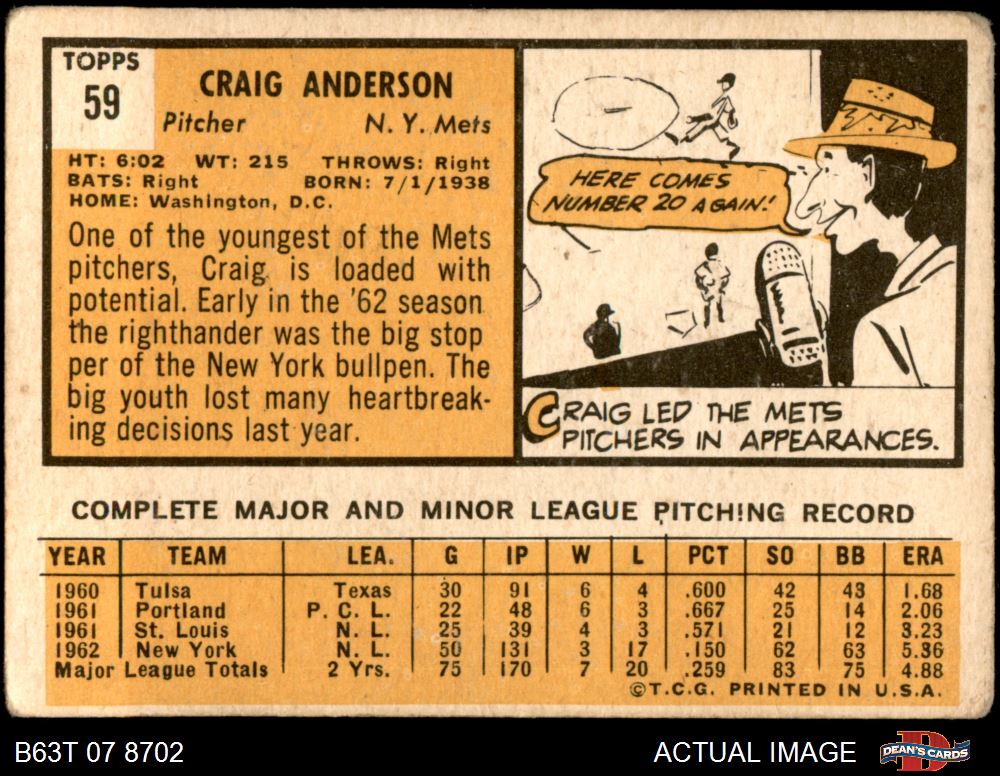 TOPPS
59
CRAIG ANDERSON
Pitcher N. Y. Mets
HT: 6:02 WT: 215 THROWS: Right
BATS: Right BORN: 7/1/1938
HOME: Washington, D.C.
One of the youngest of the Mets
pitchers, Craig is loaded with
potential. Early in the '62 season
the righthander was the big stop
per of the New York bullpen. The
big youth lost many heartbreak-
ing decisions last year.
HERE COMES
NUMBER 20 AGAIN!
CRAIG LED THE METS
PITCHERS IN APPEARANCES.
COMPLETE MAJOR AND MINOR LEAGUE PITCHING RECORD
YEAR TEAM LEA. G IP W L PCT SO BB ERA
1960 Tulsa Texas 30 91 6 4 .600 42 43 1.68
1961 Portland P. C. L. 22 48 6 3 .667 25 14 2.06
1961 St. Louis N. L. 25 39 4 3 .571 21 12 3.23
1962 New York N. L. 50 131 3 17 .150 62 63 5.36
Major League Totals 2 Yrs. 75 170 7 20 .259 83 75 4.88
©T.C.G. PRINTED IN U.S.A.
B63T 07 8702 ACTUAL IMAGE DEAN'S CARDS